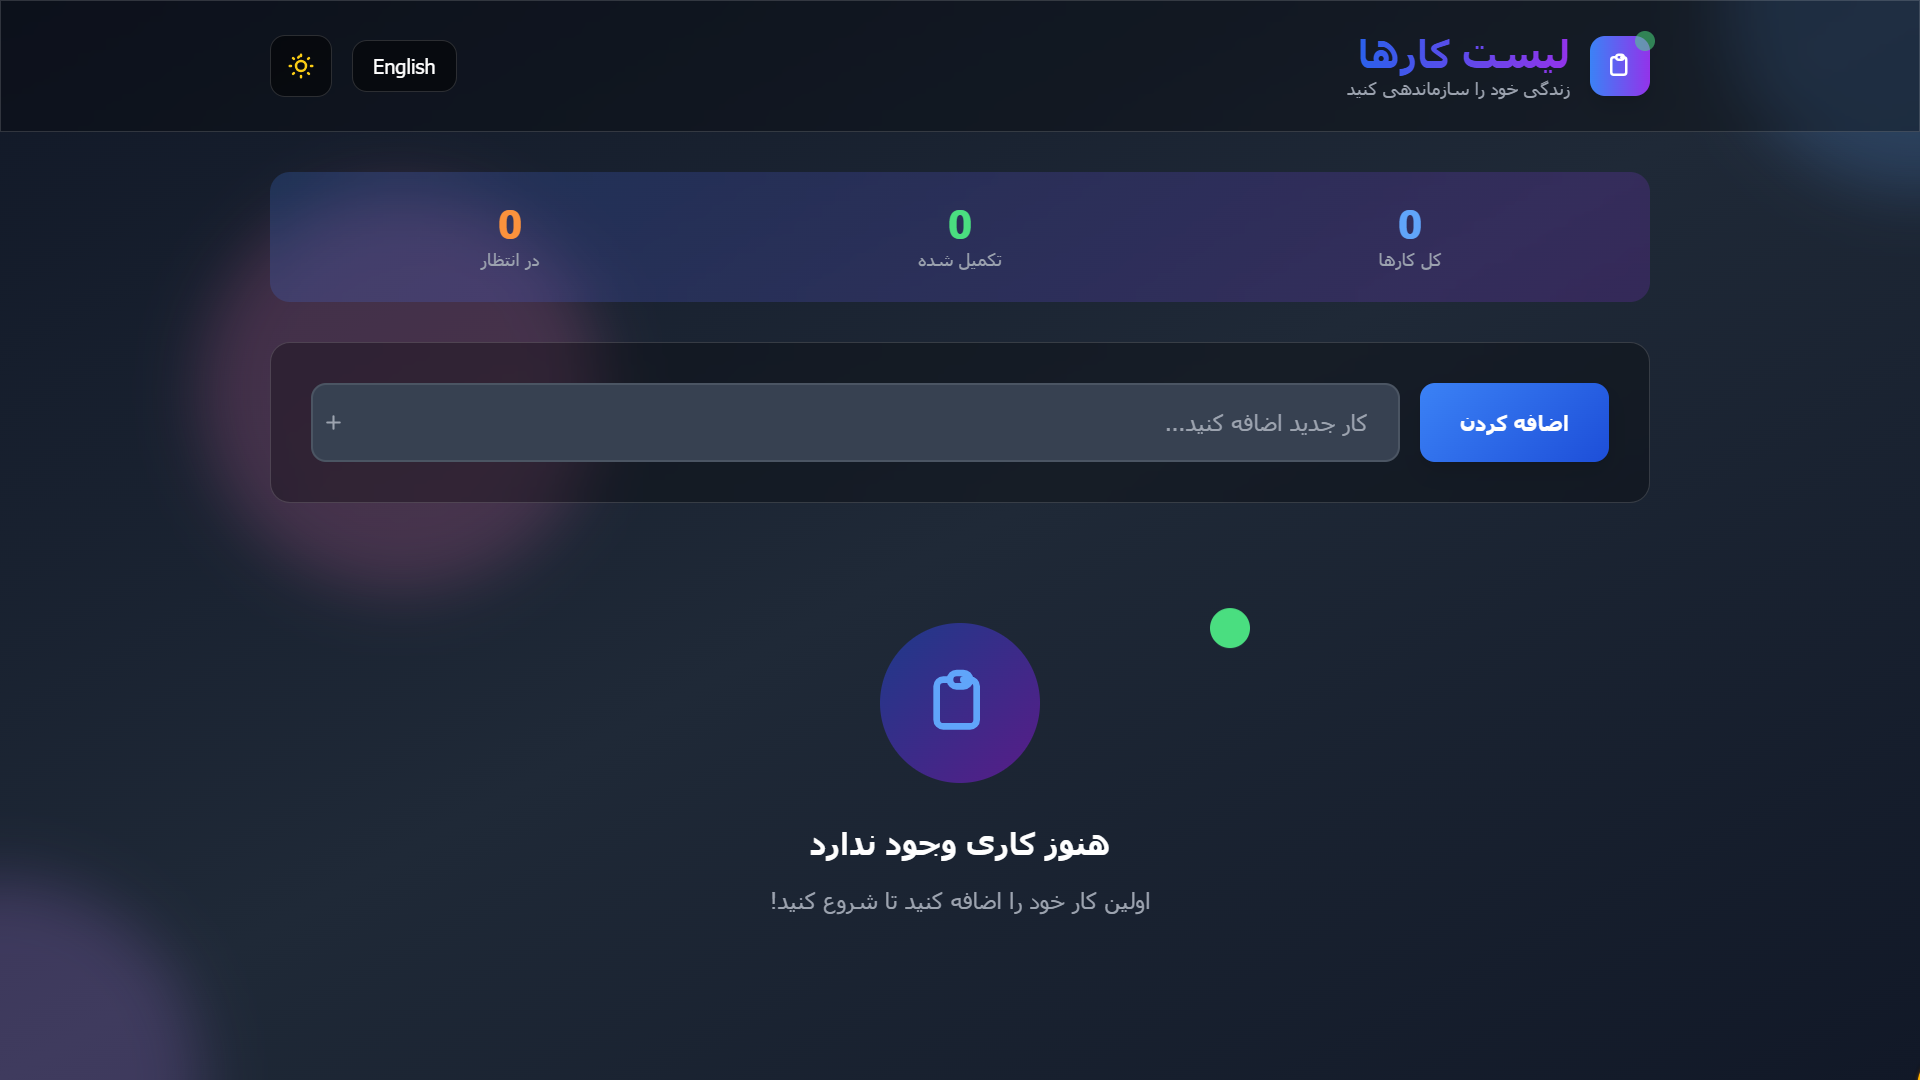 لیست کارها
زندگی خود را سازماندهی کنید
English
0
کل کارها
0
تکمیل شده
0
در انتظار
اضافه کردن
کار جدید اضافه کنید...
+
هنوز کاری وجود ندارد
اولین کار خود را اضافه کنید تا شروع کنید!